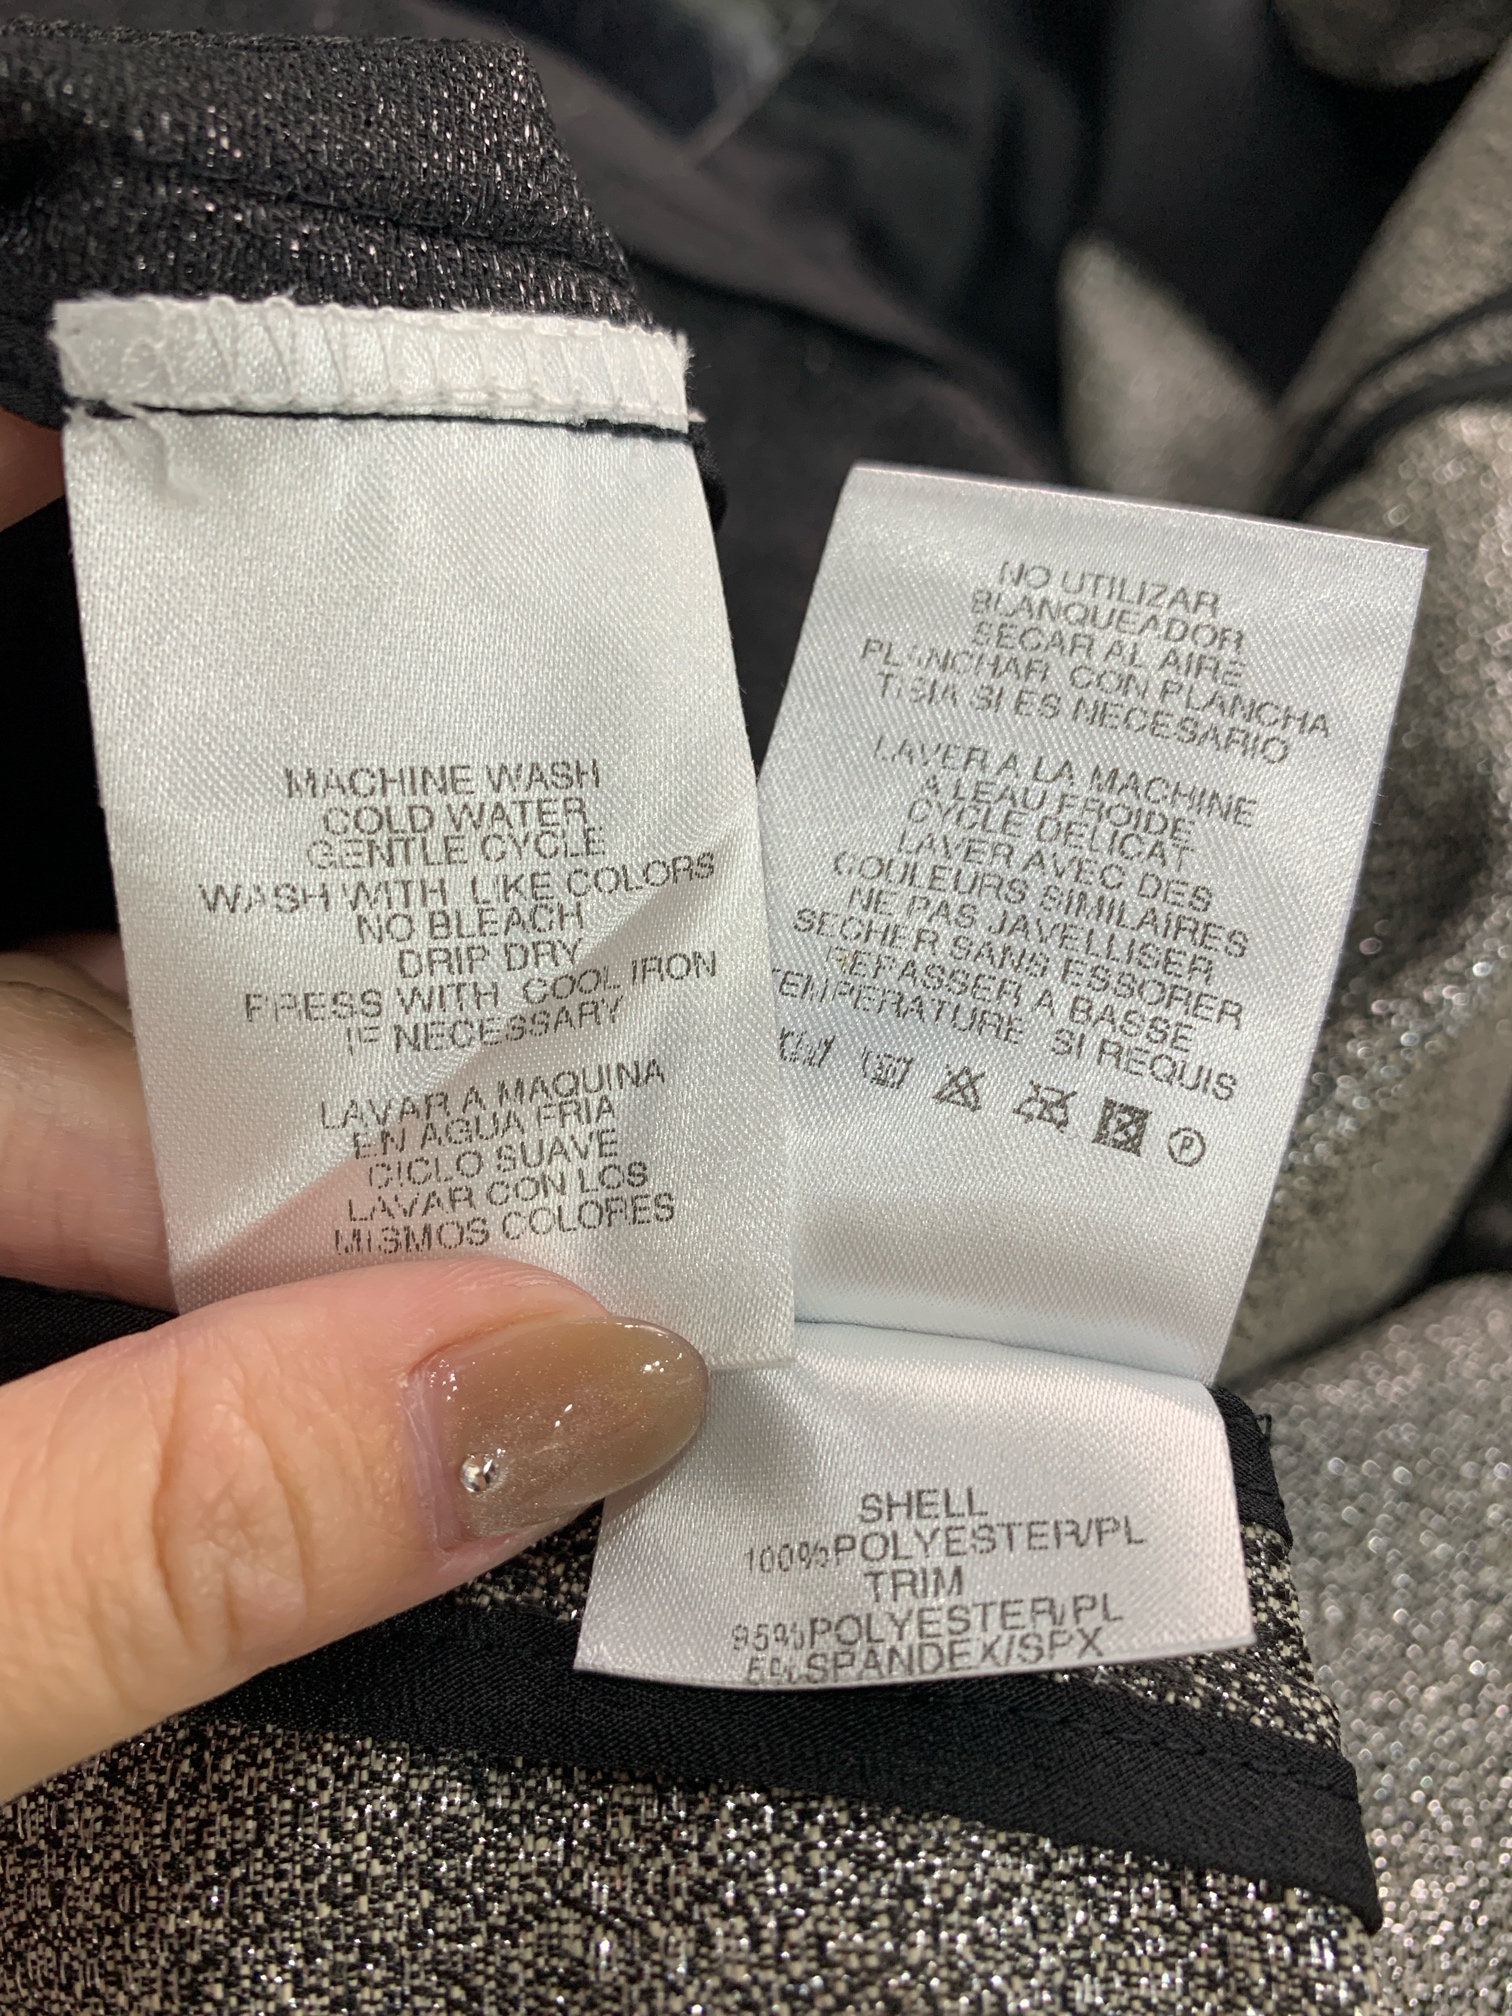 MACHINE WASH
COLD WATER
GENTLE CYCLE
WASH WITH LIKE COLORS
NO BLEACH
DRIP DRY
PRESS WITH COOL IRON
IF NECESSARY
LAVAR A MAQUINA
EN AGUA FRIA
CICLO SUAVE
LAVAR CON LOS
MISMOS COLORES
NO UTILIZAR
BLANQUEADOR
SECAR AL AIRE
PLANCHAR CON PLANCHA
TISIA SI ES NECESARIO
LAVER A LA MACHINE
A LEAU FROIDE
CYCLE DELICAT
LAVER AVEC DES
COULEURS SIMILAIRES
NE PAS JAVELLISER
SECHER SANS ESSORER
REPASSER A BASSE
TEMPERATURE SI REQUIS
P
SHELL
100%POLYESTER/PL
TRIM
95%POLYESTER/PL
5%SPANDEX/SPX